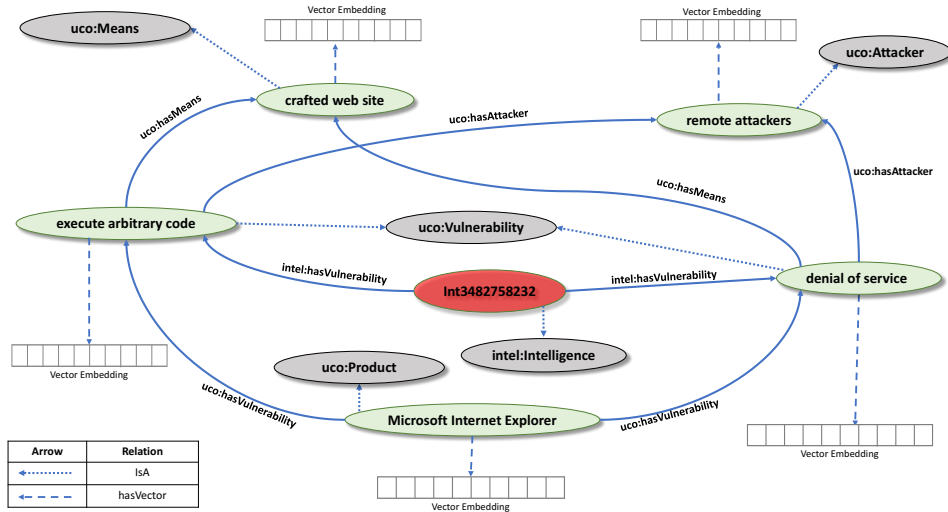 Vector Embedding
Vector Embedding
uco:Means
uco:Attacker
crafted web site
remote attackers
uco:hasMeans
uco:hasAttacker
uco:hasAttacker
uco:hasMeans
execute arbitrary code
uco:Vulnerability
intel:hasVulnerability
intel:hasVulnerability
Int3482758232
denial of service
intel:Intelligence
Vector Embedding
uco:Product
uco:hasVulnerability
uco:hasVulnerability
Microsoft Internet Explorer
Vector Embedding
Arrow Relation
IsA
hasVector
Vector Embedding